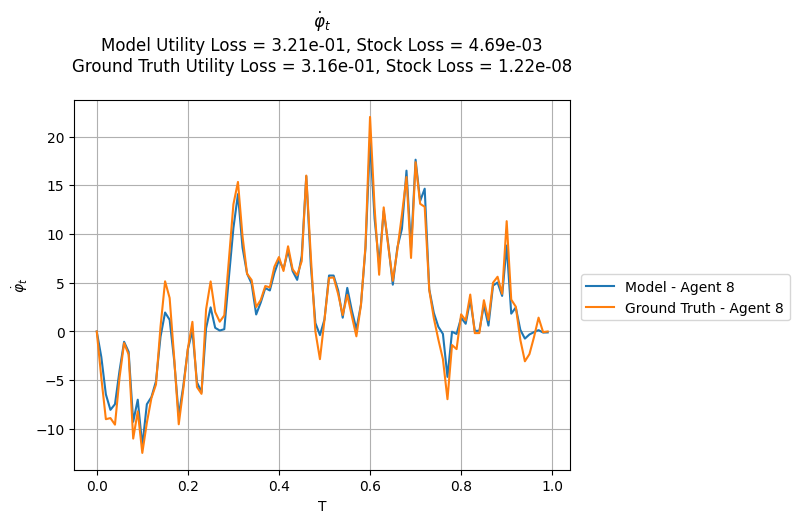 φ̇_t
Model Utility Loss = 3.21e-01, Stock Loss = 4.69e-03
Ground Truth Utility Loss = 3.16e-01, Stock Loss = 1.22e-08
20
15
10
5
0
−5
−10
φ̇_t
0.0 0.2 0.4 0.6 0.8 1.0
T
Model - Agent 8
Ground Truth - Agent 8